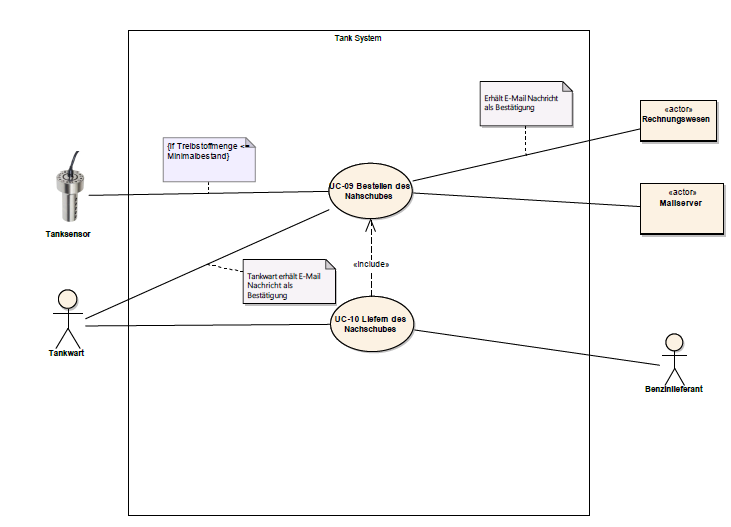 Tank System
Erhält E-Mail Nachricht
als Bestätigung
«actor»
Rechnungswesen
{If Treibstoffmenge <=
Minimalbestand}
UC-09 Bestellen des
Nahschubes
«actor»
Mailserver
Tanksensor
«include»
Tankwart erhält E-Mail
Nachricht als
Bestätigung
UC-10 Liefern des
Nachschubes
Tankwart
Benzinlieferant